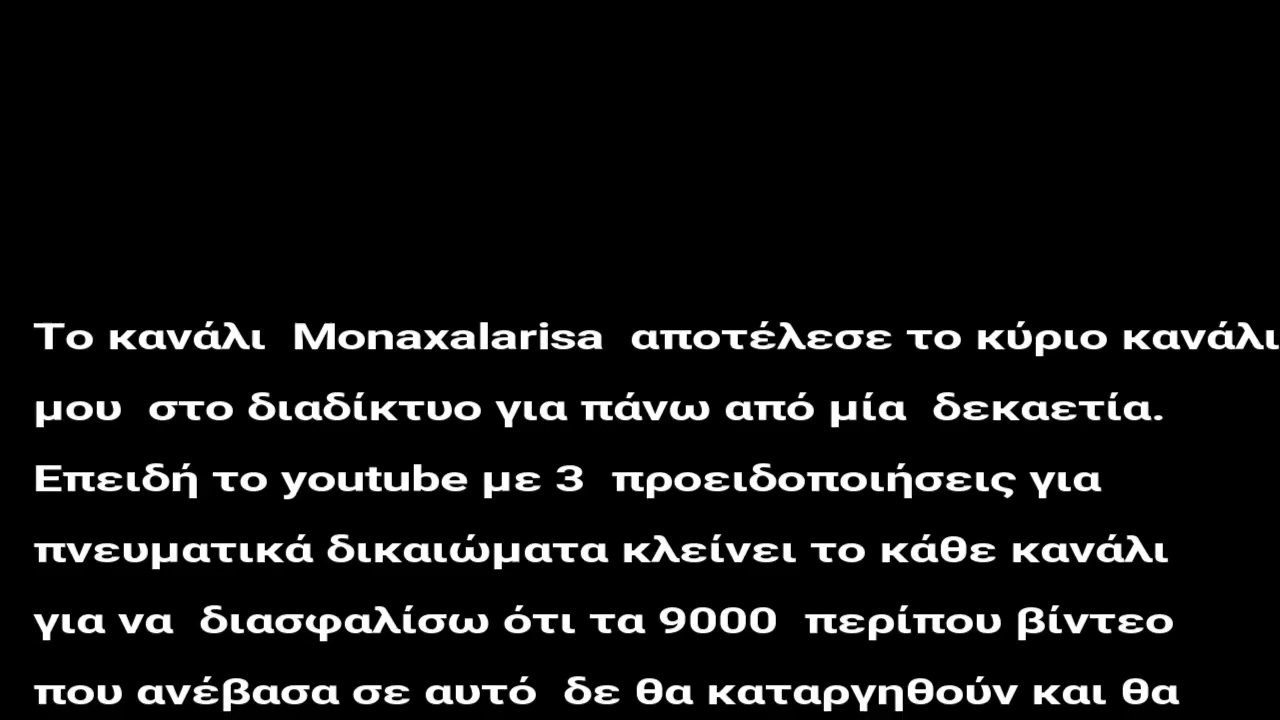 Το κανάλι Monaxalarisa αποτέλεσε το κύριο κανάλι
μου στο διαδίκτυο για πάνω από μία δεκαετία.
Επειδή το youtube με 3 προειδοποιήσεις για
πνευματικά δικαιώματα κλείνει το κάθε κανάλι
για να διασφαλίσω ότι τα 9000 περίπου βίντεο
που ανέβασα σε αυτό δε θα καταργηθούν και θα